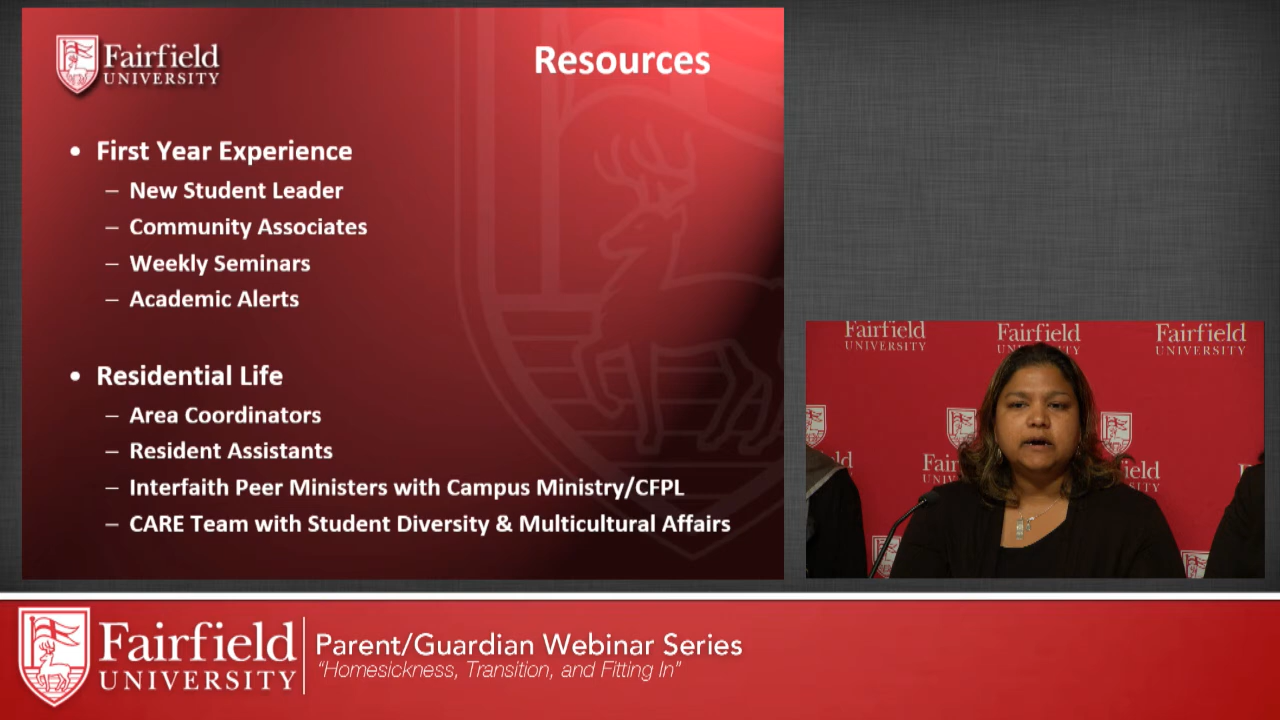 Fairfield
UNIVERSITY
Resources
• First Year Experience
– New Student Leader
– Community Associates
– Weekly Seminars
– Academic Alerts
• Residential Life
– Area Coordinators
– Resident Assistants
– Interfaith Peer Ministers with Campus Ministry/CFPL
– CARE Team with Student Diversity & Multicultural Affairs
Fairfield
UNIVERSITY
Fairfield
Fairfield
UNIVERSITY
Fairfield
UNIVERSITY
Parent/Guardian Webinar Series
“Homesickness, Transition, and Fitting In”